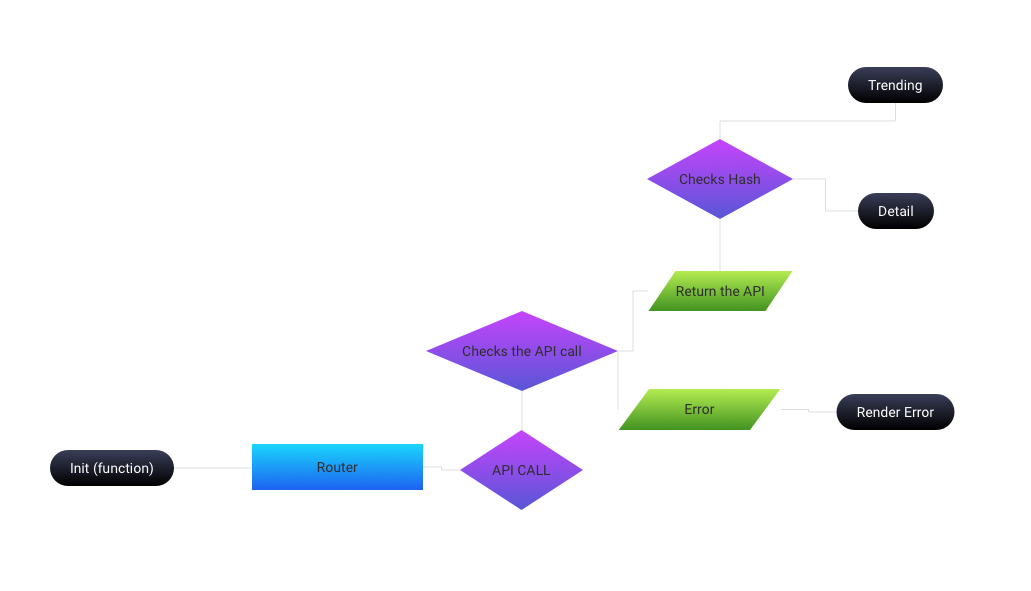 Trending
Checks Hash
Detail
Return the API
Checks the API call
Error
Render Error
Init (function)
Router
API CALL